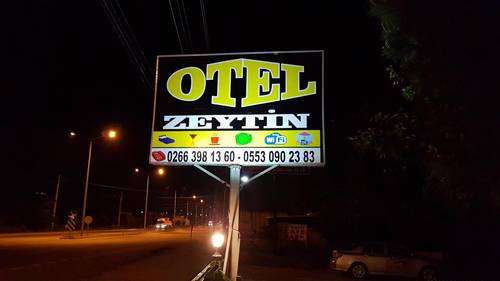 OTEL
ZEYTİN
WiFi
0266 398 13 60 - 0553 090 23 83